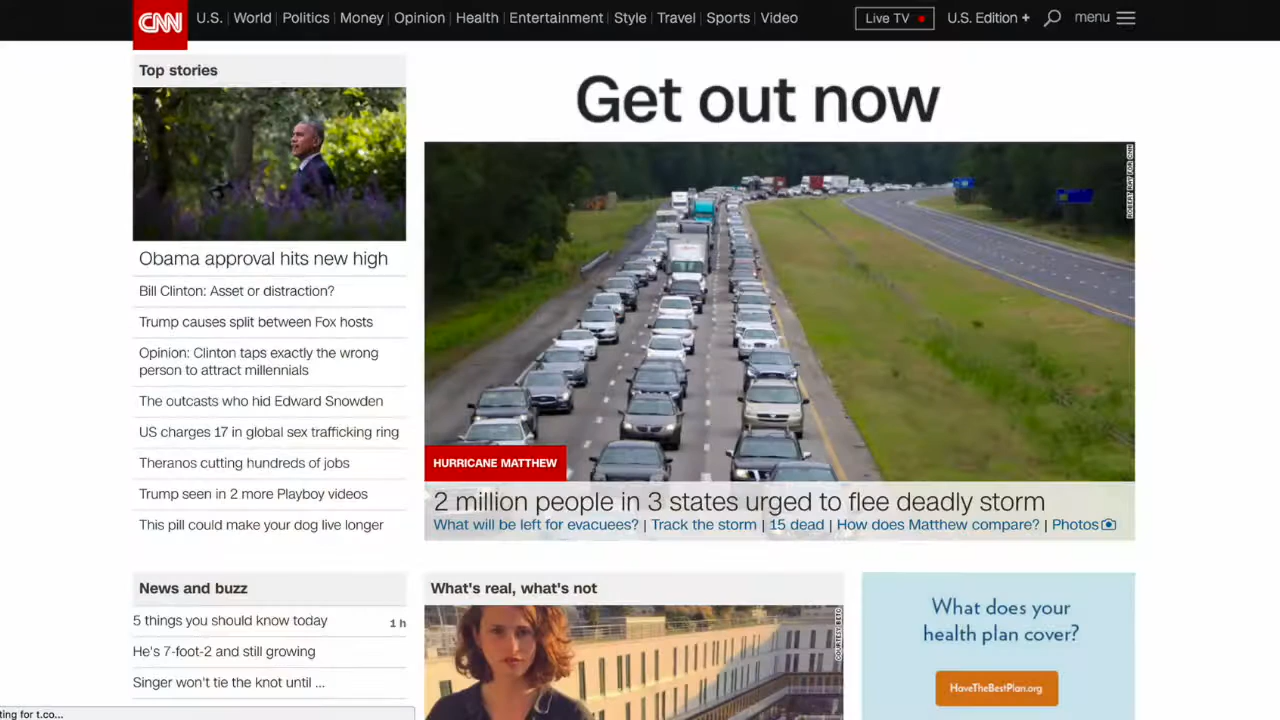 CNN
U.S. World Politics Money Opinion Health Entertainment Style Travel Sports Video
Live TV
U.S. Edition +
menu
Top stories
Obama approval hits new high
Bill Clinton: Asset or distraction?
Trump causes split between Fox hosts
Opinion: Clinton taps exactly the wrong
person to attract millennials
The outcasts who hid Edward Snowden
US charges 17 in global sex trafficking ring
Theranos cutting hundreds of jobs
Trump seen in 2 more Playboy videos
This pill could make your dog live longer
Get out now
ROBERT RAY FOR CNN
HURRICANE MATTHEW
2 million people in 3 states urged to flee deadly storm
What will be left for evacuees? | Track the storm | 15 dead | How does Matthew compare? | Photos
News and buzz
5 things you should know today 1 h
He's 7-foot-2 and still growing
Singer won't tie the knot until ...
What's real, what's not
What does your
health plan cover?
HaveTheBestPlan.org
ting for t.co...